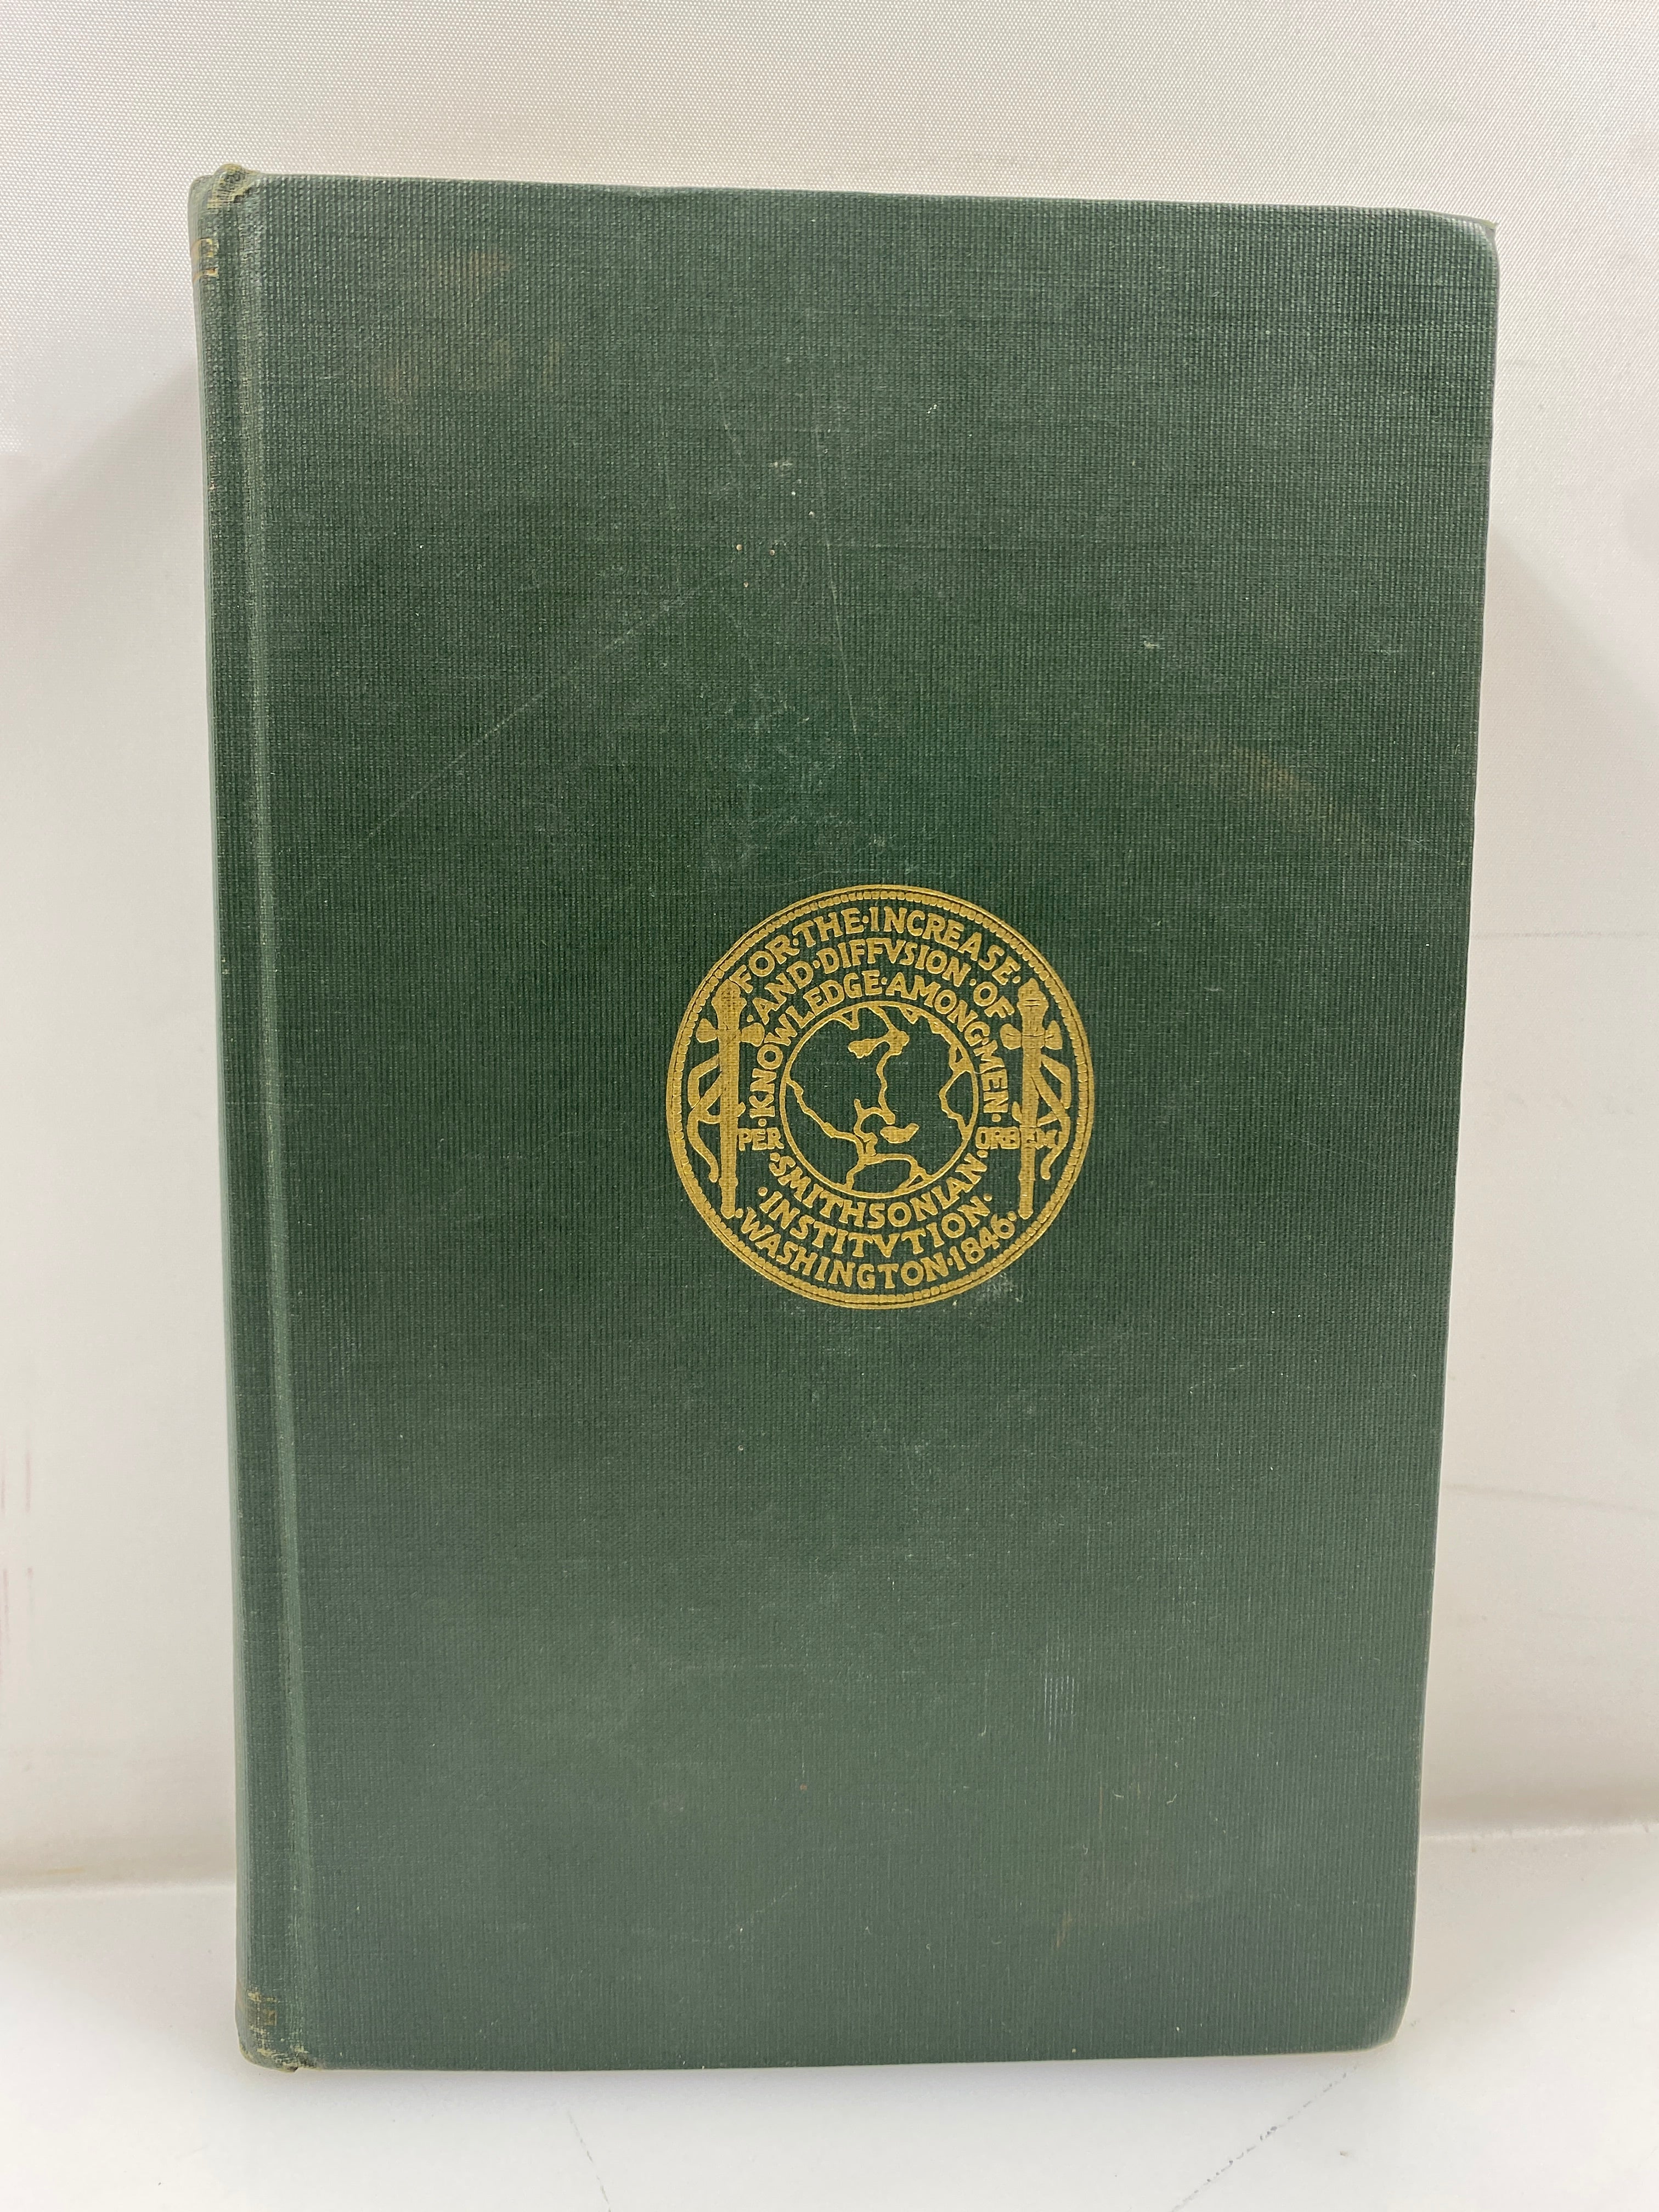 ·FOR·THE·INCREASE·
·AND·DIFFVSION·OF
·KNOWLEDGE·AMONG·MEN·
PER ORBEM
·SMITHSONIAN·
·INSTITVTION·
·WASHINGTON·1846·